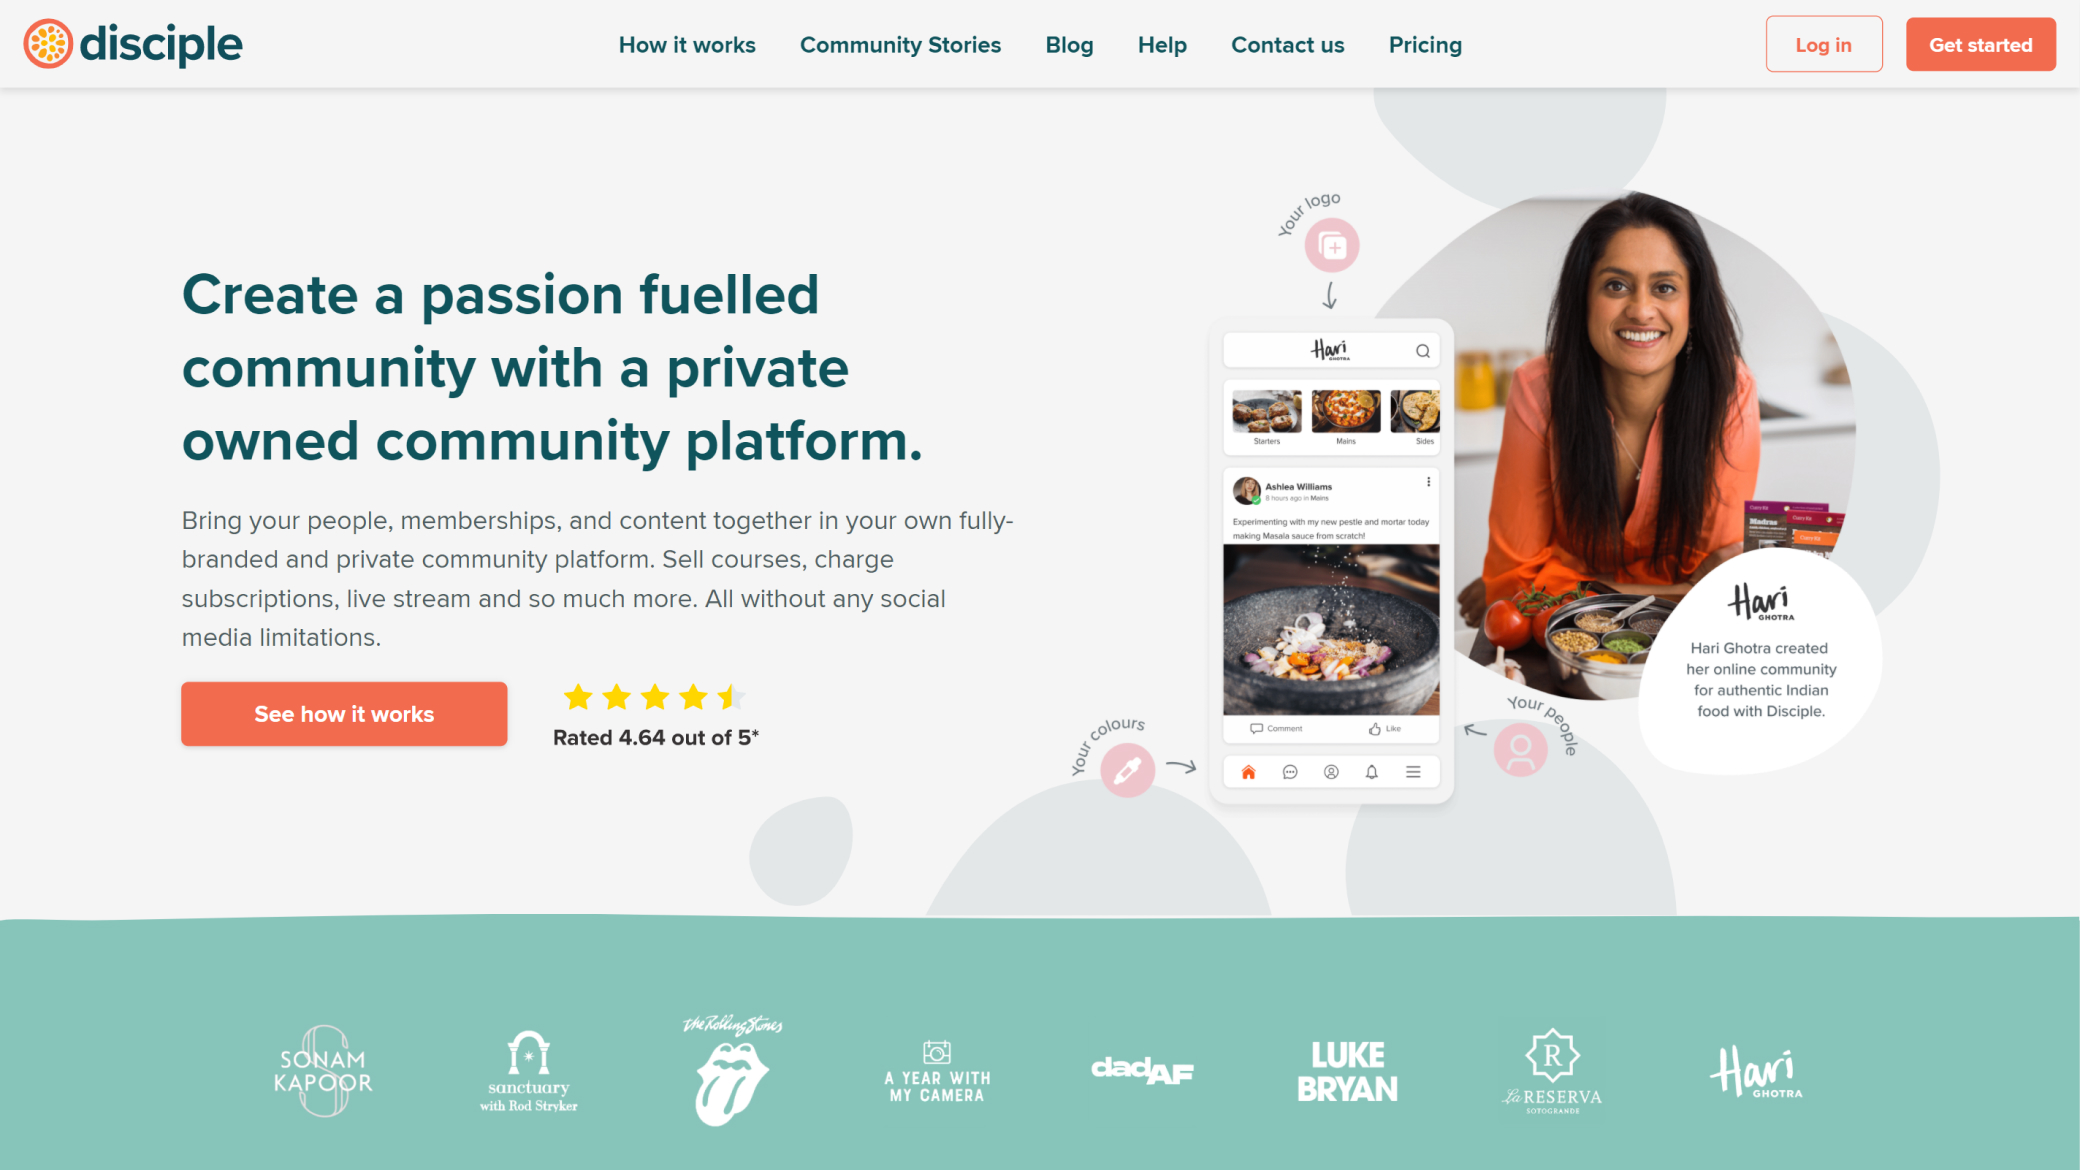 disciple
How it works
Community Stories
Blog
Help
Contact us
Pricing
Log in
Get started
Create a passion fuelled
community with a private
owned community platform.
Bring your people, memberships, and content together in your own fully-
branded and private community platform. Sell courses, charge
subscriptions, live stream and so much more. All without any social
media limitations.
See how it works
Rated 4.64 out of 5*
Your logo
Hari
GHOTRA
Starters
Mains
Sides
Ashlea Williams
8 hours ago in Mains
Experimenting with my new pestle and mortar today
making Masala sauce from scratch!
Comment
Like
Your colours
Your people
Madras
Hari
GHOTRA
Hari Ghotra created
her online community
for authentic Indian
food with Disciple.
SONAM
KAPOOR
sanctuary
with Rod Stryker
The Rolling Stones
A YEAR WITH
MY CAMERA
dadAF
LUKE
BRYAN
R
La RESERVA
SOTOGRANDE
Hari
GHOTRA